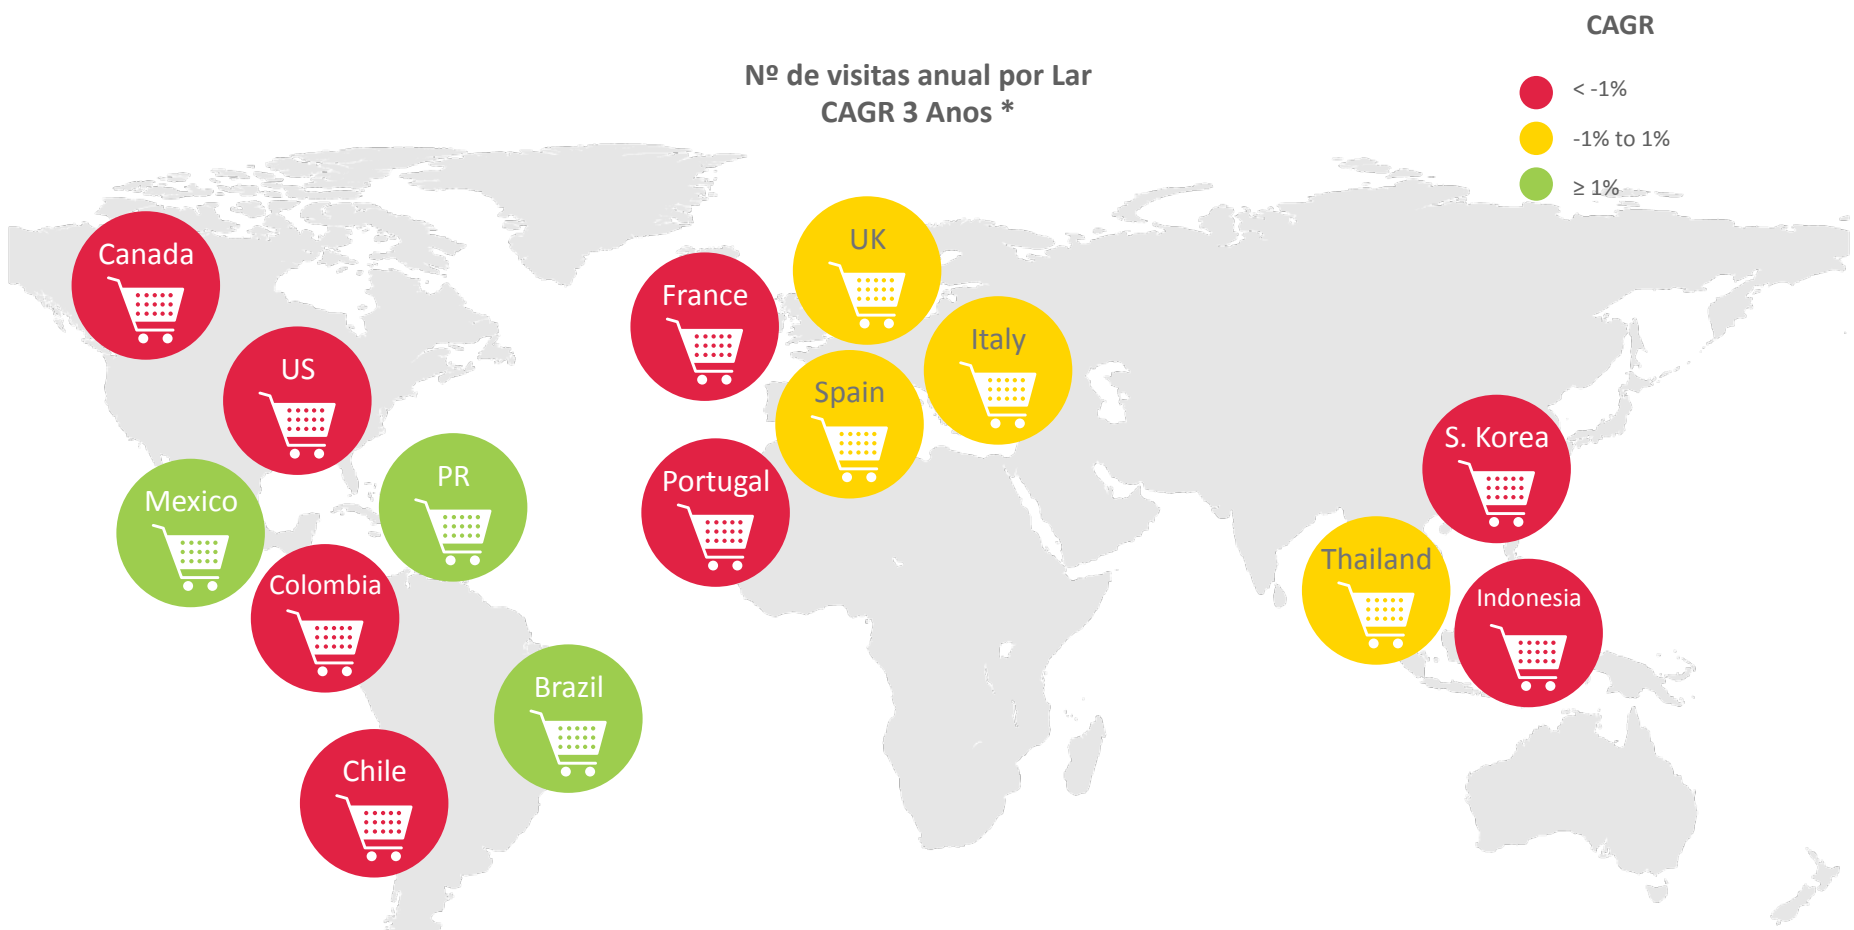 Nº de visitas anual por Lar
CAGR 3 Anos *
CAGR
< -1%
-1% to 1%
≥ 1%
Canada
US
Mexico
PR
Colombia
Brazil
Chile
France
UK
Italy
Spain
Portugal
S. Korea
Thailand
Indonesia